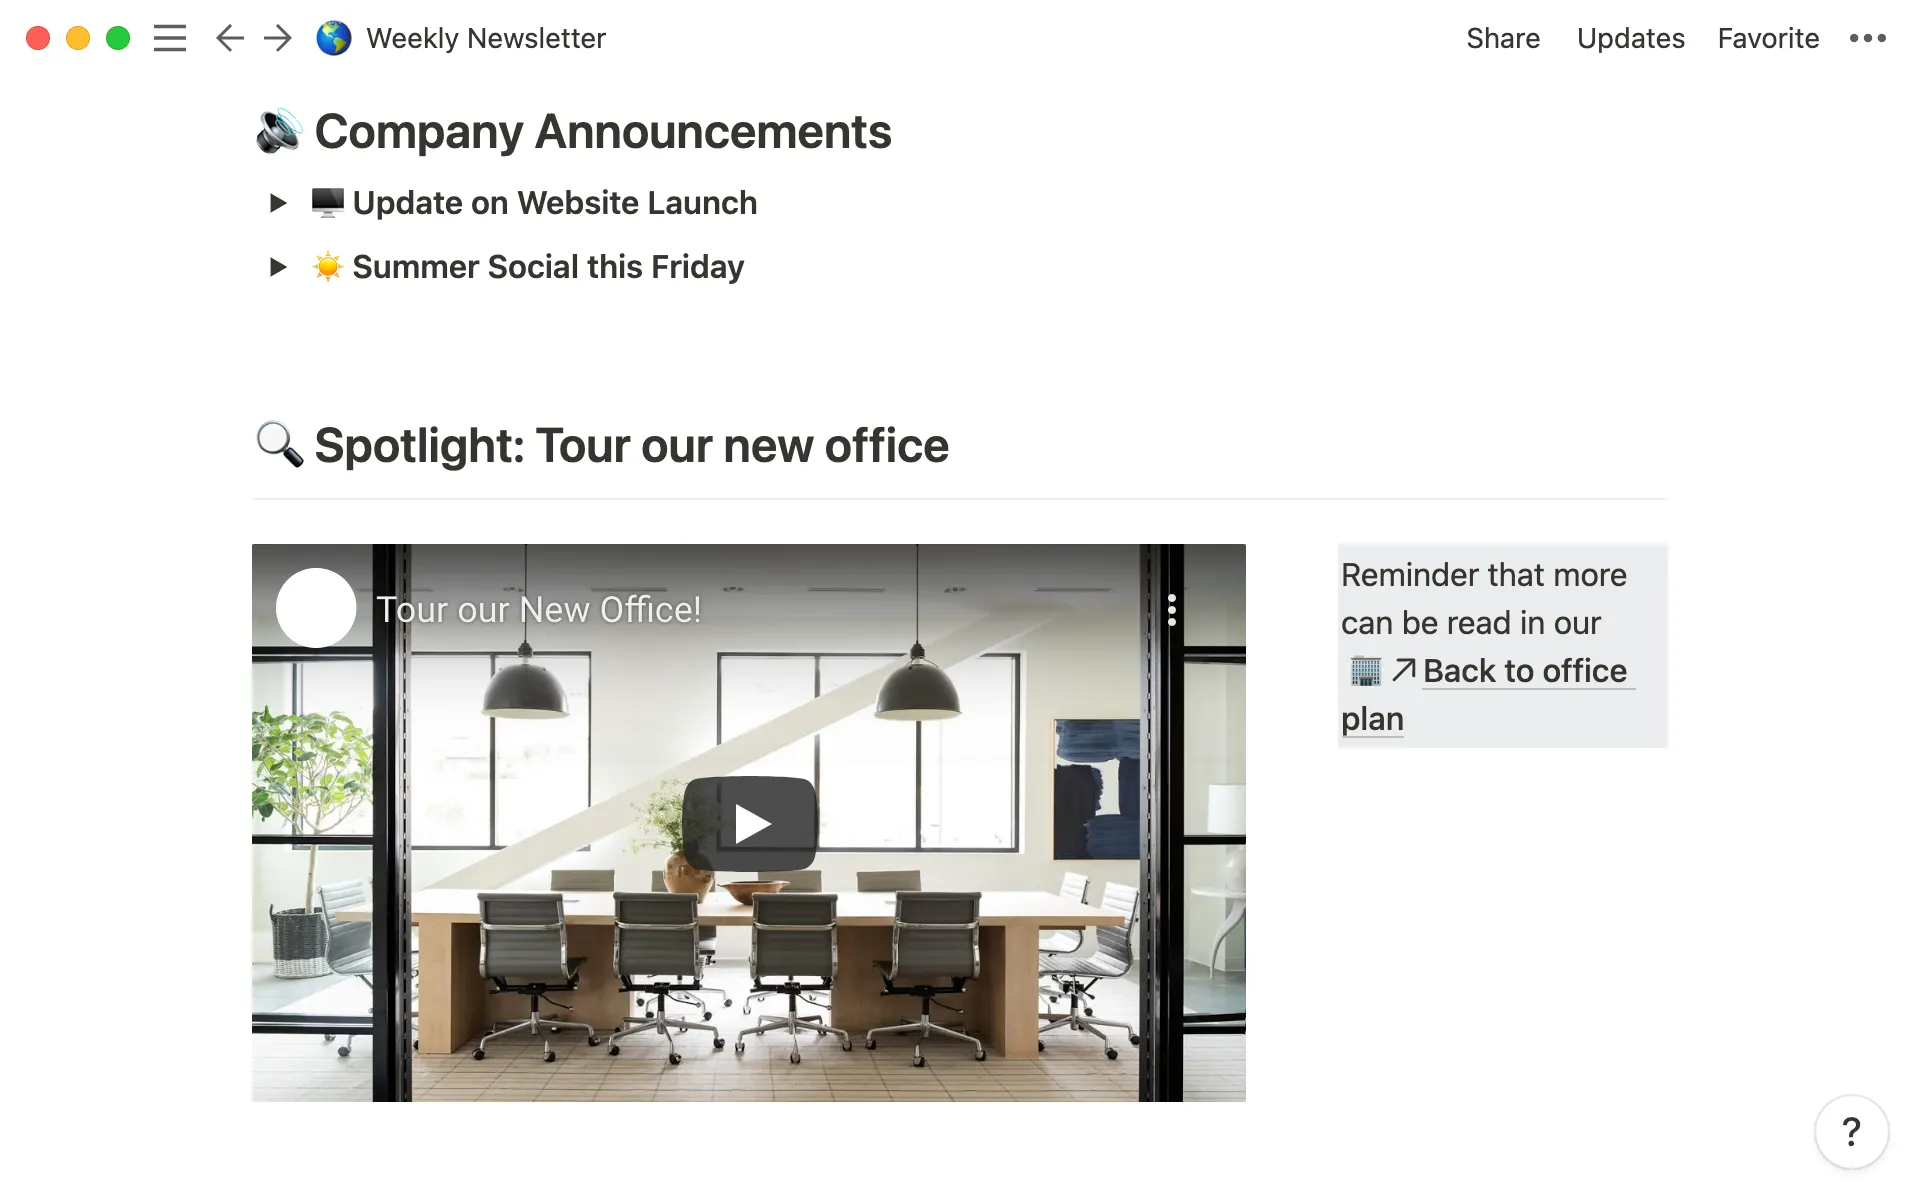 Weekly Newsletter
Share Updates Favorite
Company Announcements
Update on Website Launch
Summer Social this Friday
Spotlight: Tour our new office
Tour our New Office!
Reminder that more
can be read in our
Back to office
plan
?